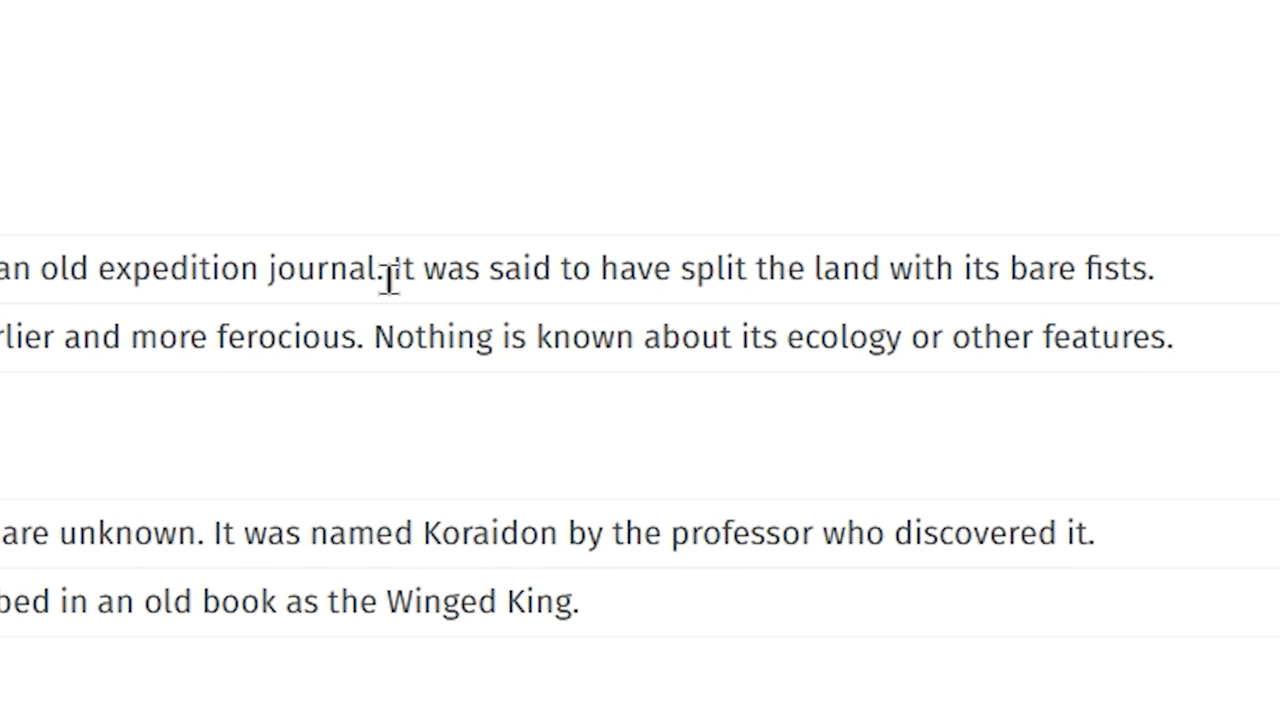 an old expedition journal. it was said to have split the land with its bare fists.
rlier and more ferocious. Nothing is known about its ecology or other features.
are unknown. It was named Koraidon by the professor who discovered it.
bed in an old book as the Winged King.